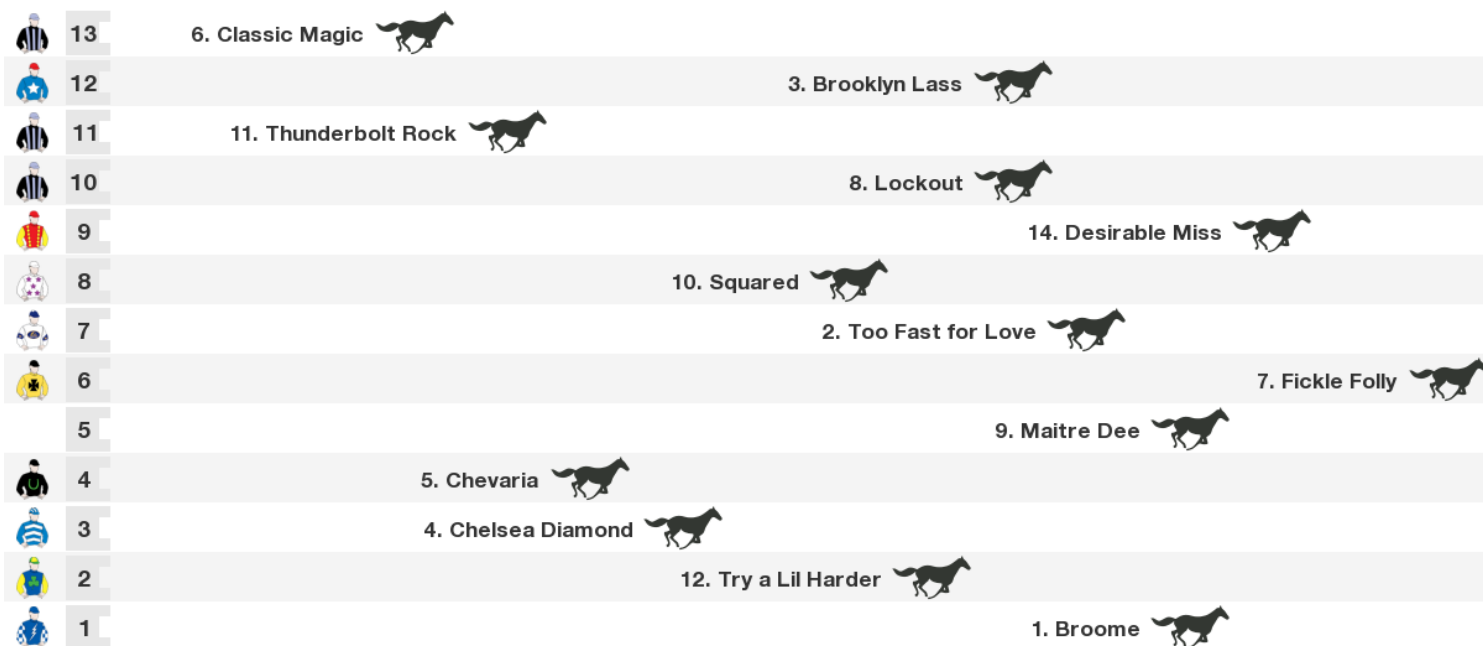 13 6. Classic Magic
12 3. Brooklyn Lass
11 11. Thunderbolt Rock
10 8. Lockout
9 14. Desirable Miss
8 10. Squared
7 2. Too Fast for Love
6 7. Fickle Folly
5 9. Maitre Dee
4 5. Chevaria
3 4. Chelsea Diamond
2 12. Try a Lil Harder
1 1. Broome